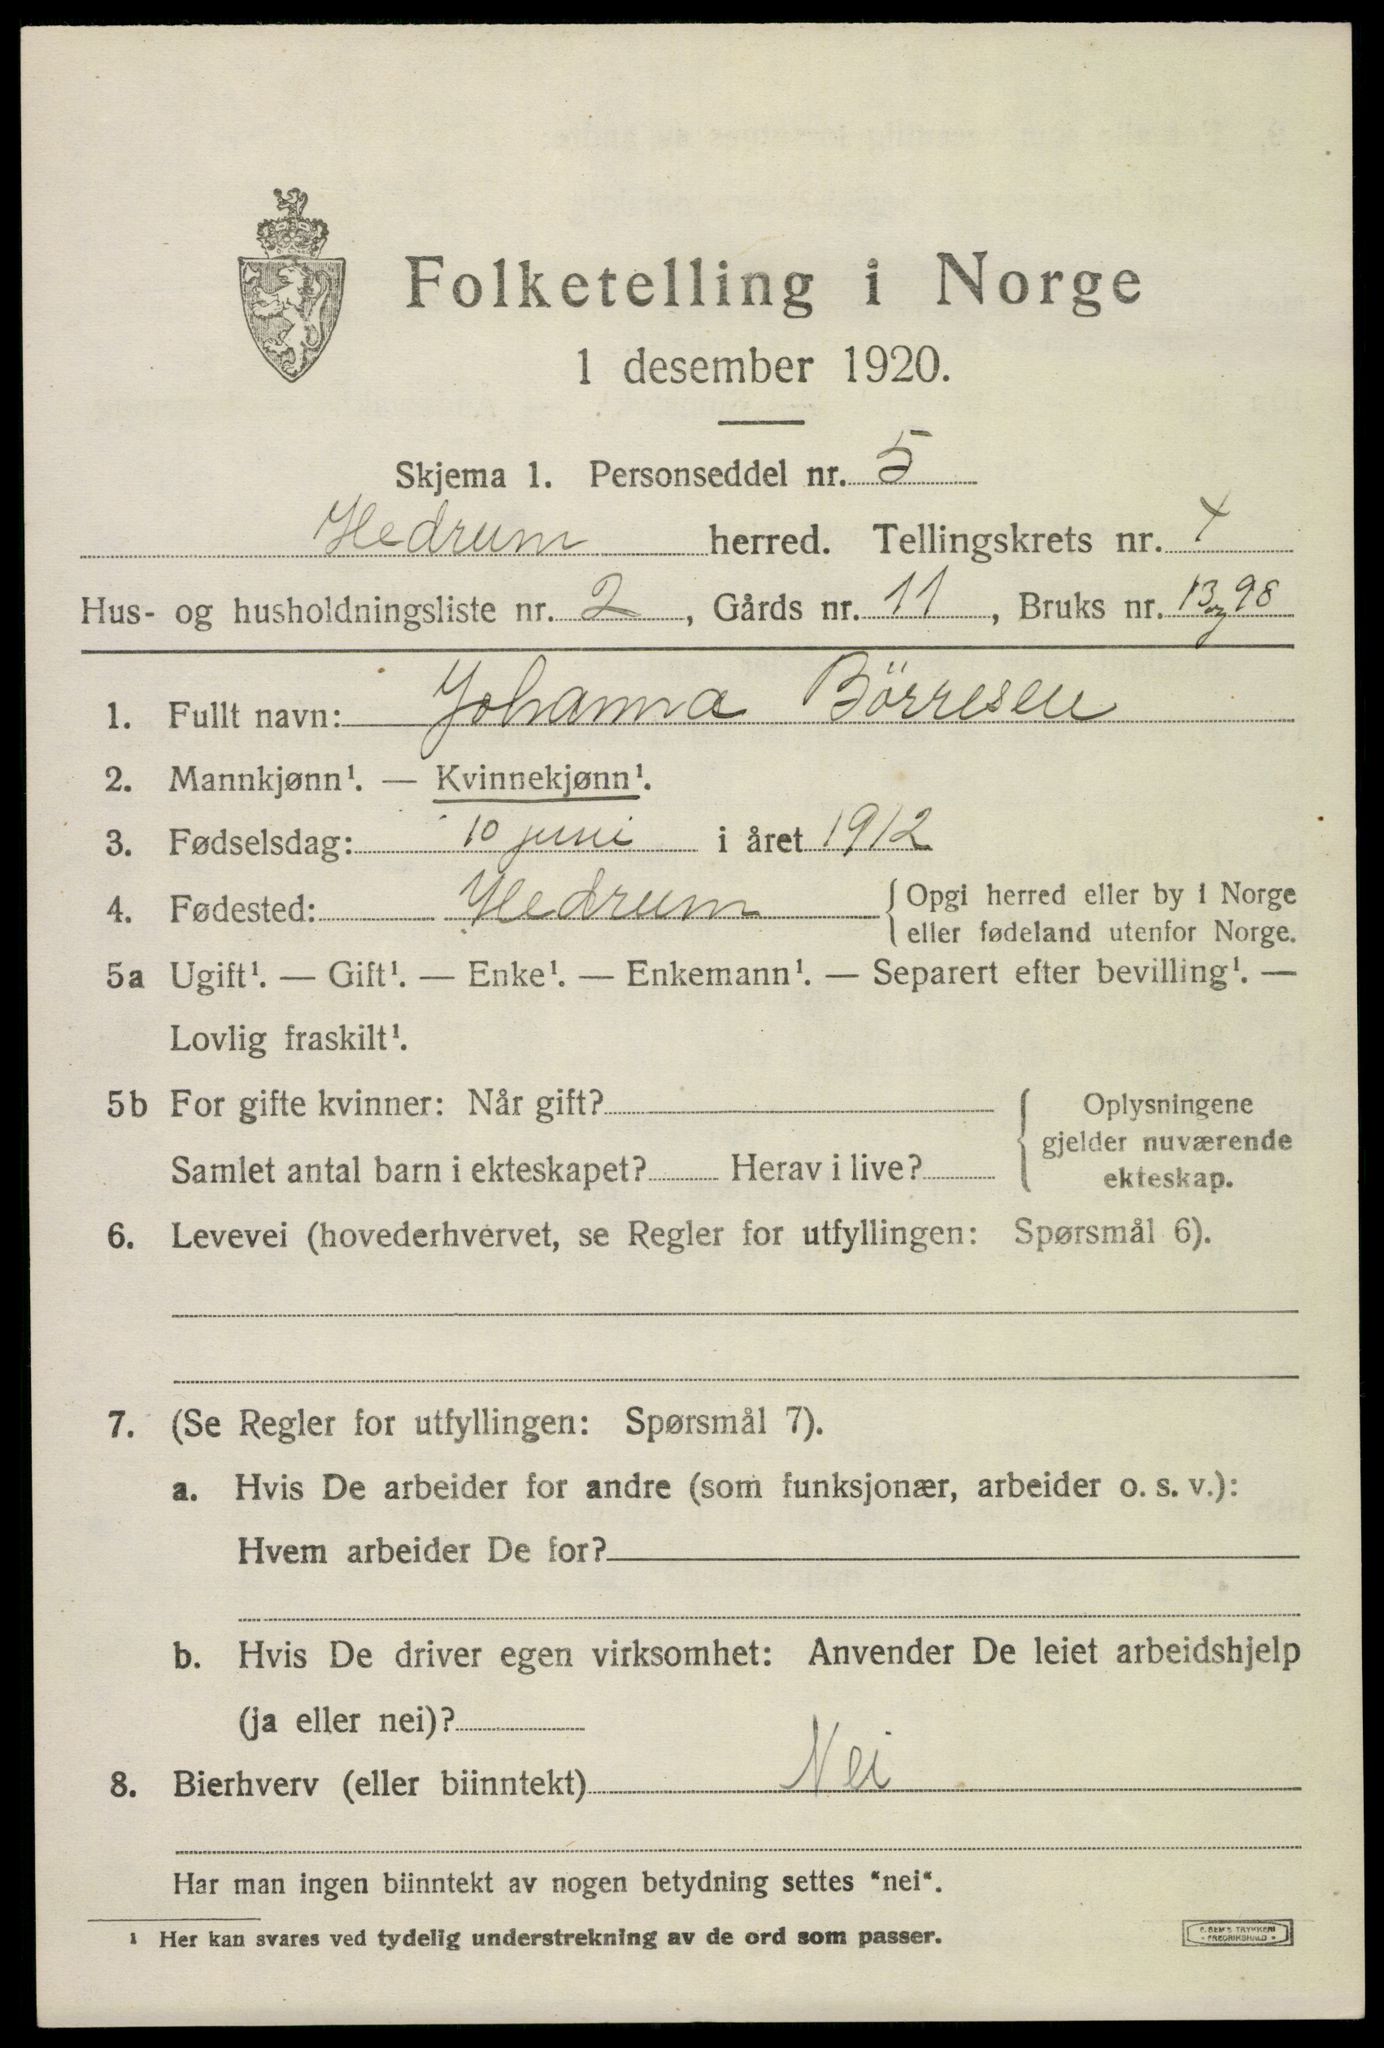 Folketelling i Norge
1 desember 1920.
Skjema 1. Personseddel nr. 5
Hedrum herred. Tellingskrets nr. 4
Hus- og husholdningsliste nr. 2, Gårds nr. 11, Bruks nr. 13 og 98
1. Fullt navn: Johanna Börresen
2. Mannkjønn¹. — Kvinnekjønn¹.
3. Fødselsdag: 10 juni i året 1912
4. Fødested: Hedrum { Opgi herred eller by i Norge
eller fødeland utenfor Norge.
5a Ugift¹. — Gift¹. — Enke¹. — Enkemann¹. — Separert efter bevilling¹. —
Lovlig fraskilt¹.
5b For gifte kvinner: Når gift?
Samlet antal barn i ekteskapet? Herav i live?
{ Oplysningene
gjelder nuværende
ekteskap.
6. Levevei (hovederhvervet, se Regler for utfyllingen: Spørsmål 6).
7. (Se Regler for utfyllingen: Spørsmål 7).
a. Hvis De arbeider for andre (som funksjonær, arbeider o. s. v.):
Hvem arbeider De for?
b. Hvis De driver egen virksomhet: Anvender De leiet arbeidshjelp
(ja eller nei)?
8. Bierhverv (eller biinntekt) Nei
Har man ingen biinntekt av nogen betydning settes "nei".
¹ Her kan svares ved tydelig understrekning av de ord som passer.
E. SEM'S TRYKKERI
FREDRIKSHALD